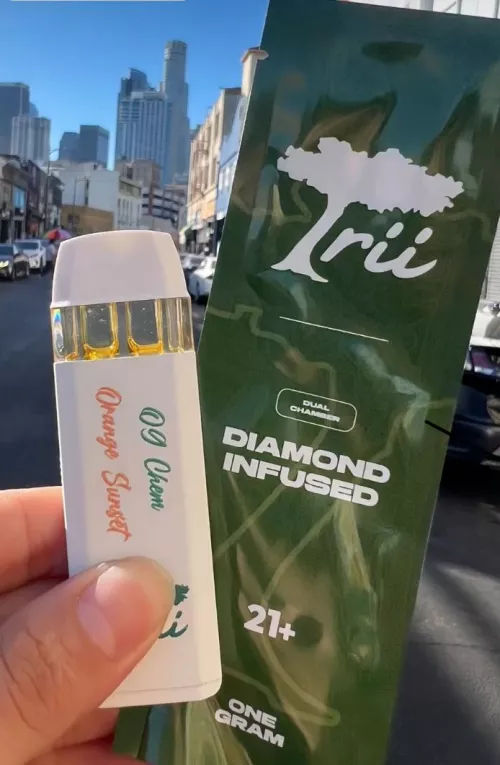 Trii
DUAL
CHAMBER
DIAMOND
INFUSED
21+
ONE
GRAM
OG Chem
Orange Sunset